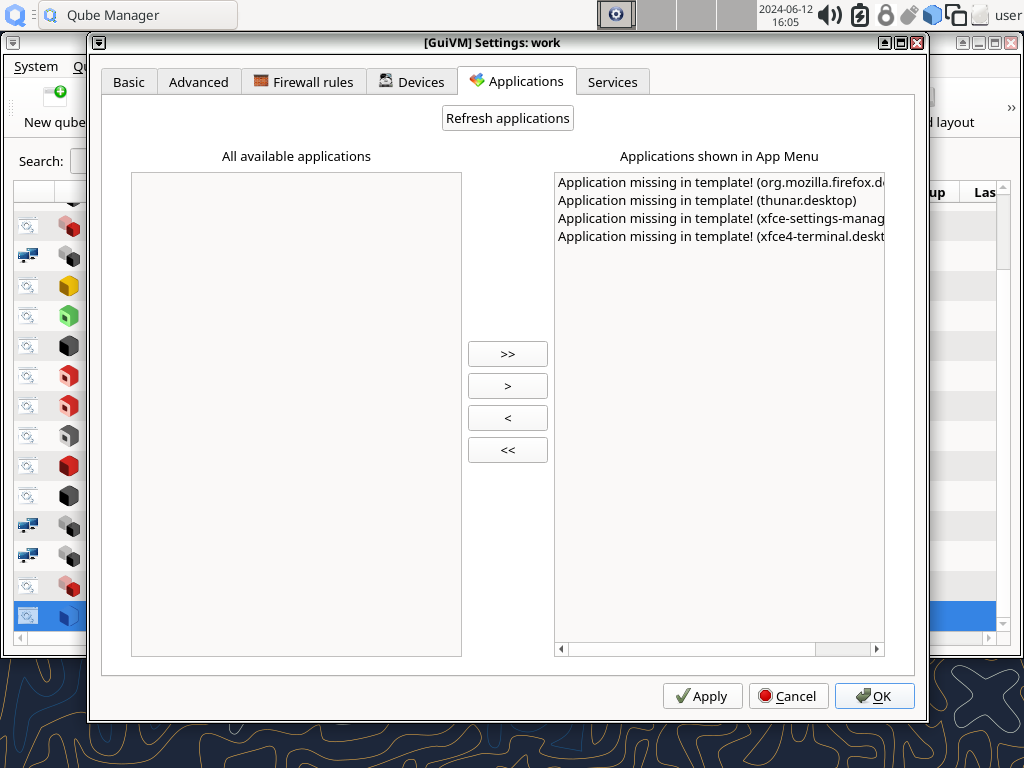 Qube Manager
2024-06-12
16:05
user
[GuiVM] Settings: work
System
New qube
layout
Search:
up
Las
Basic
Advanced
Firewall rules
Devices
Applications
Services
Refresh applications
All available applications
Applications shown in App Menu
Application missing in template! (org.mozilla.firefox.de
Application missing in template! (thunar.desktop)
Application missing in template! (xfce-settings-manag
Application missing in template! (xfce4-terminal.deskt
>>
>
<
<<
Apply
Cancel
OK